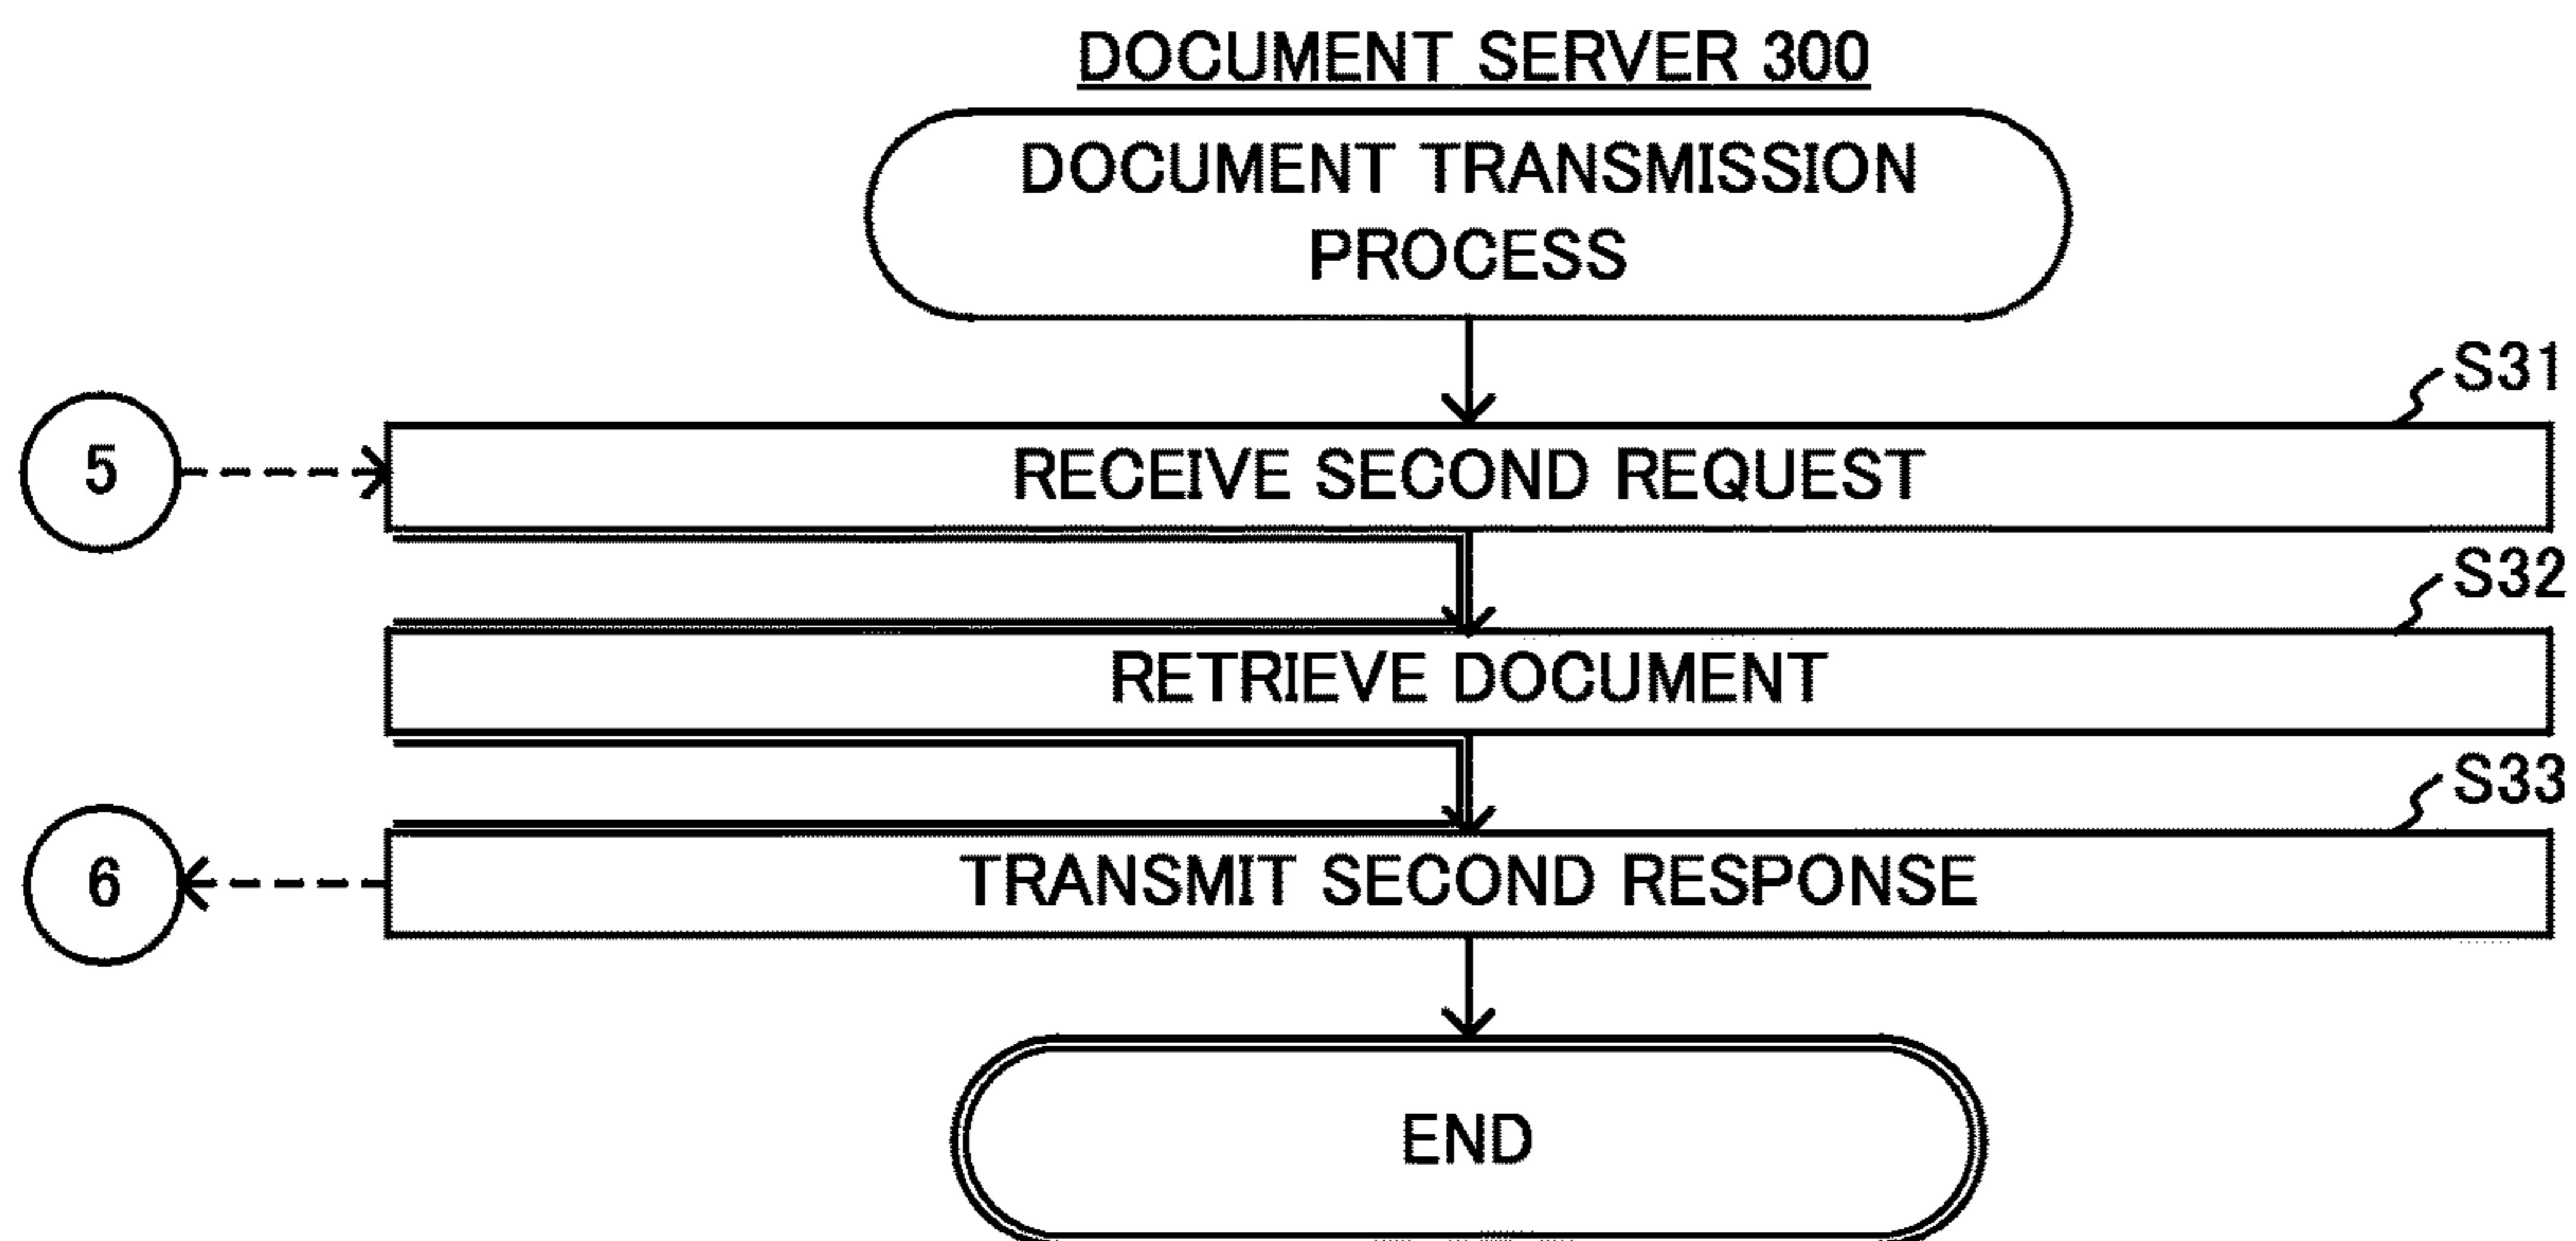 DOCUMENT SERVER 300
DOCUMENT TRANSMISSION
PROCESS
S31
5
RECEIVE SECOND REQUEST
S32
RETRIEVE DOCUMENT
S33
6
TRANSMIT SECOND RESPONSE
END